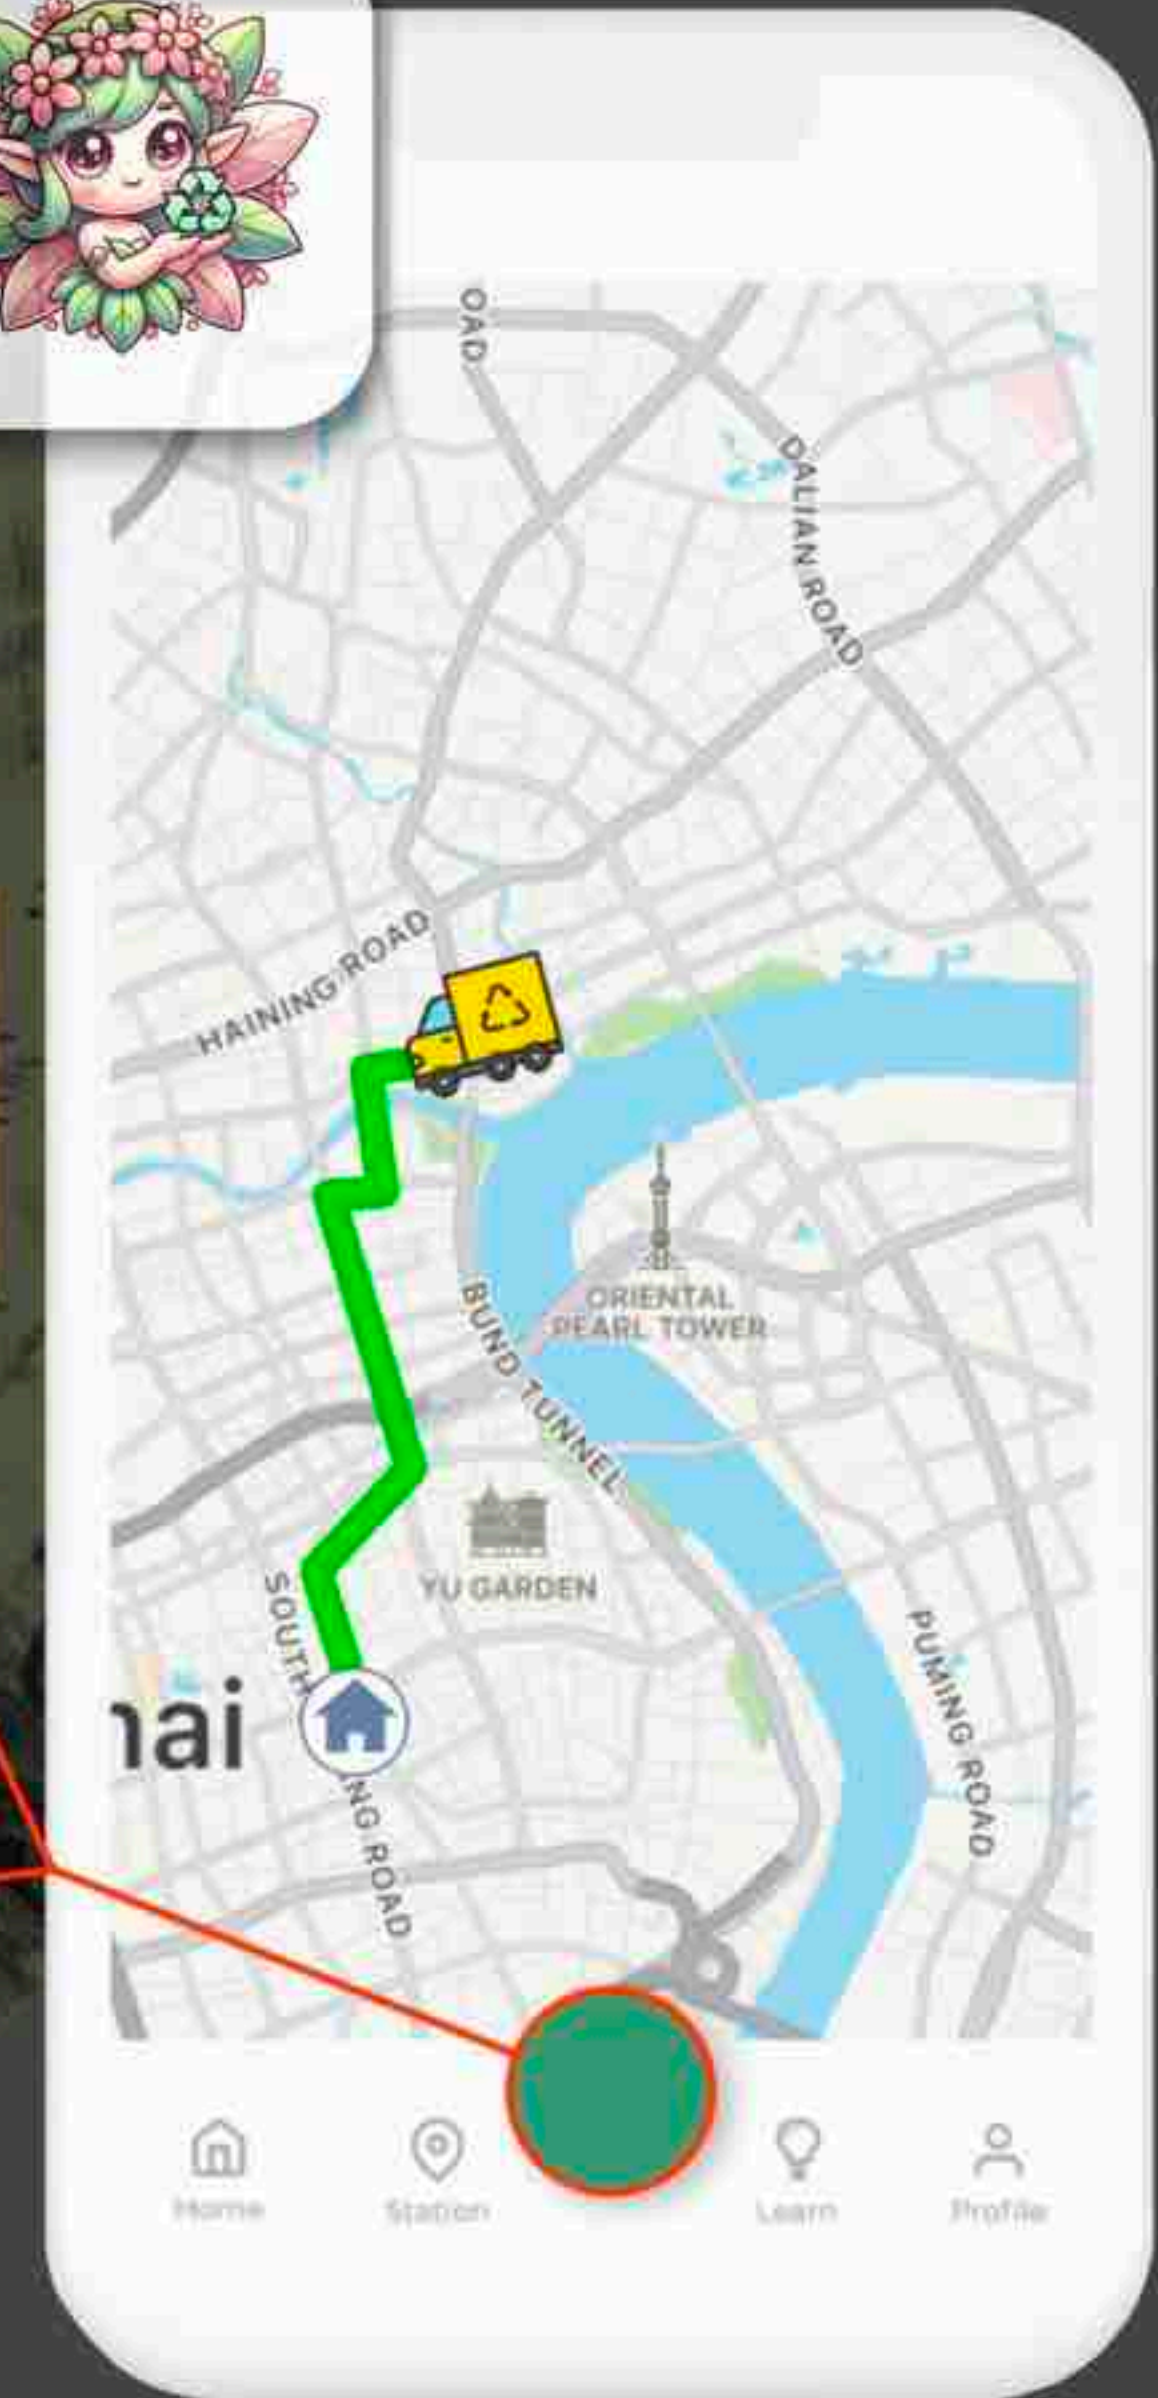 OAD
DALIAN ROAD
HAINING ROAD
ORIENTAL
PEARL TOWER
BUND TUNNEL
YU GARDEN
SOUTH
nai
PUMING ROAD
NG ROAD
Home
Station
Learn
Profile